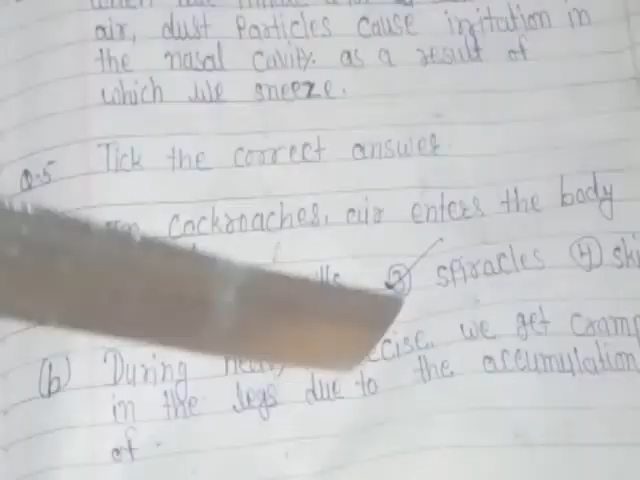 air, dust particles cause irritation in
the nasal cavity. as a result of
which we sneeze.
Q.5 Tick the correct answer.
cockroaches, air enters the body
③ spiracles ④
we get cramp
(b) During
in the legs due to the accumulation
of